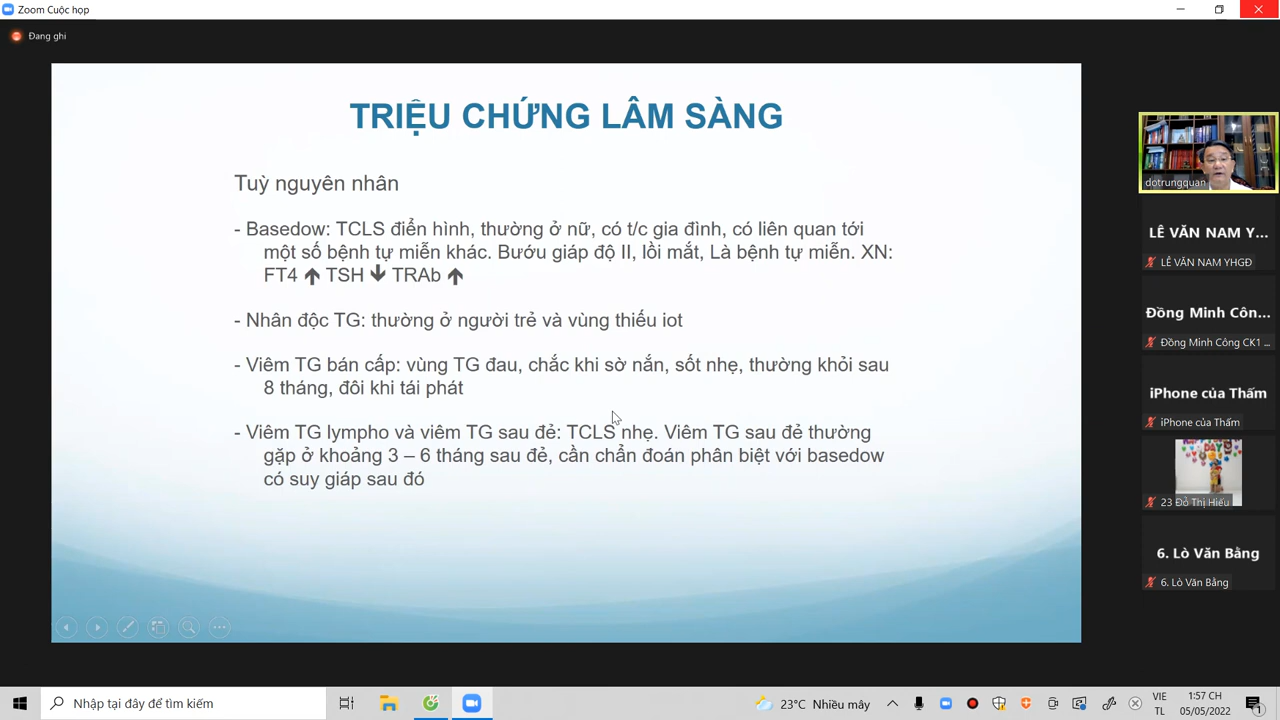 Zoom Cuộc họp
Đang ghi
TRIỆU CHỨNG LÂM SÀNG
Tuỳ nguyên nhân
- Basedow: TCLS điển hình, thường ở nữ, có t/c gia đình, có liên quan tới
một số bệnh tự miễn khác. Bướu giáp độ II, lồi mắt, Là bệnh tự miễn. XN:
FT4 🡹 TSH 🡻 TRAb 🡹
- Nhân độc TG: thường ở người trẻ và vùng thiếu iot
- Viêm TG bán cấp: vùng TG đau, chắc khi sờ nắn, sốt nhẹ, thường khỏi sau
8 tháng, đôi khi tái phát
- Viêm TG lympho và viêm TG sau đẻ: TCLS nhẹ. Viêm TG sau đẻ thường
gặp ở khoảng 3 – 6 tháng sau đẻ, cần chẩn đoán phân biệt với basedow
có suy giáp sau đó
dotrungquan
LÊ VĂN NAM Y...
LÊ VĂN NAM YHGĐ
Đồng Minh Côn...
Đồng Minh Công CK1 ...
iPhone của Thấm
iPhone của Thấm
23 Đỗ Thị Hiếu
6. Lò Văn Bằng
6. Lò Văn Bằng
Nhập tại đây để tìm kiếm
23°C Nhiều mây
VIE
TL
1:57 CH
05/05/2022
1